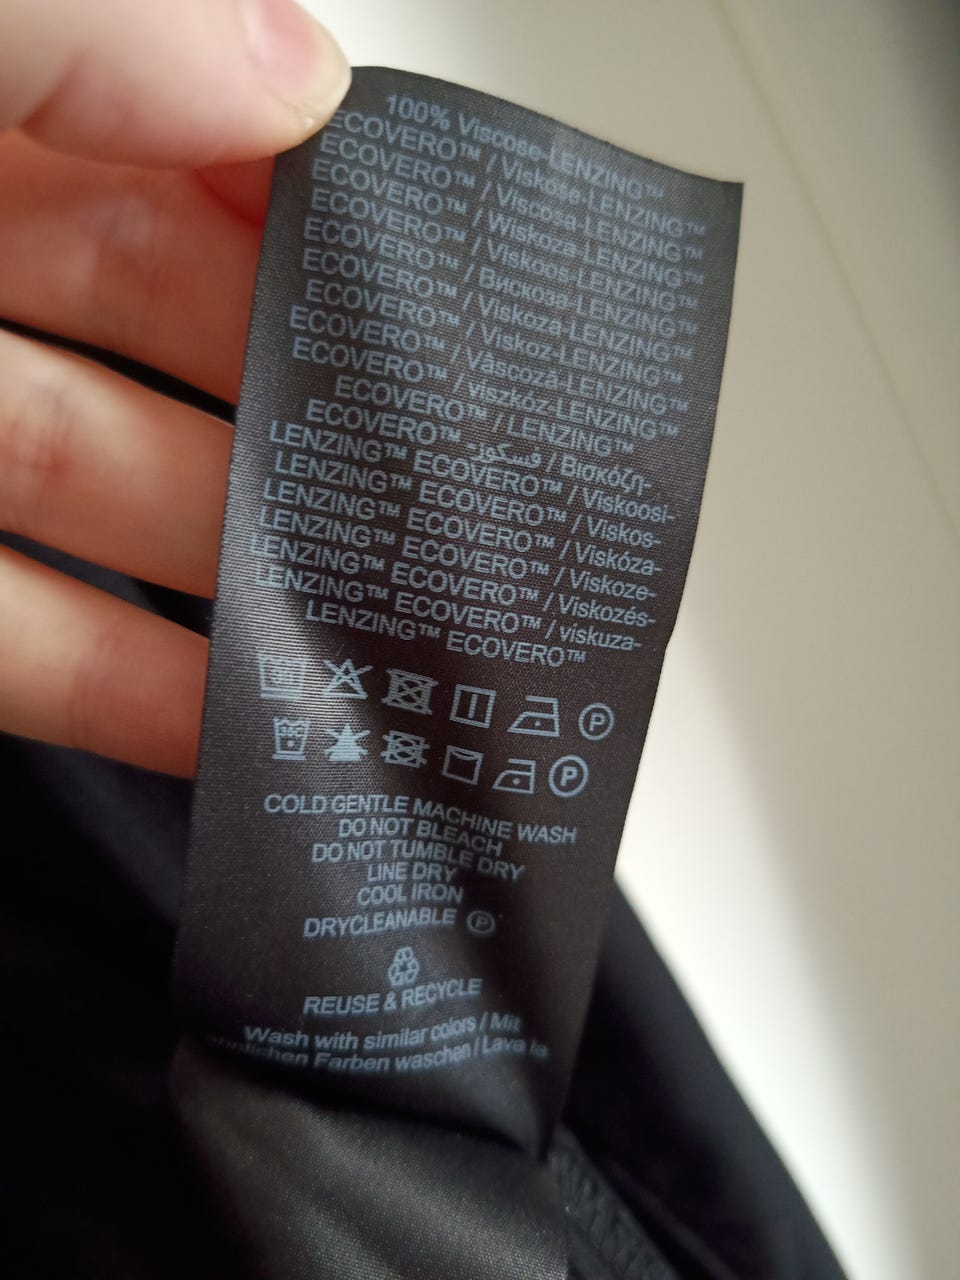 100% Viscose-LENZING™
ECOVERO™ / Viskose-LENZING™
ECOVERO™ / Viscosa-LENZING™
ECOVERO™ / Wiskoza-LENZING™
ECOVERO™ / Viskoos-LENZING™
ECOVERO™ / Вискоза-LENZING™
ECOVERO™ / Viskoza-LENZING™
ECOVERO™ / Viskoz-LENZING™
ECOVERO™ / Vâscoză-LENZING™
ECOVERO™ / viszkóz-LENZING™
ECOVERO™ / LENZING™
ECOVERO™ فسكوز / Βισκόζη-
LENZING™ ECOVERO™ / Viskoosi-
LENZING™ ECOVERO™ / Viskos-
LENZING™ ECOVERO™ / Viskóza-
LENZING™ ECOVERO™ / Viskoze-
LENZING™ ECOVERO™ / Viskozés-
LENZING™ ECOVERO™ / viskuza-
LENZING™ ECOVERO™
P
30C P
COLD GENTLE MACHINE WASH
DO NOT BLEACH
DO NOT TUMBLE DRY
LINE DRY
COOL IRON
DRYCLEANABLE P
REUSE & RECYCLE
Wash with similar colors / Mit
Farben waschen / Lava la